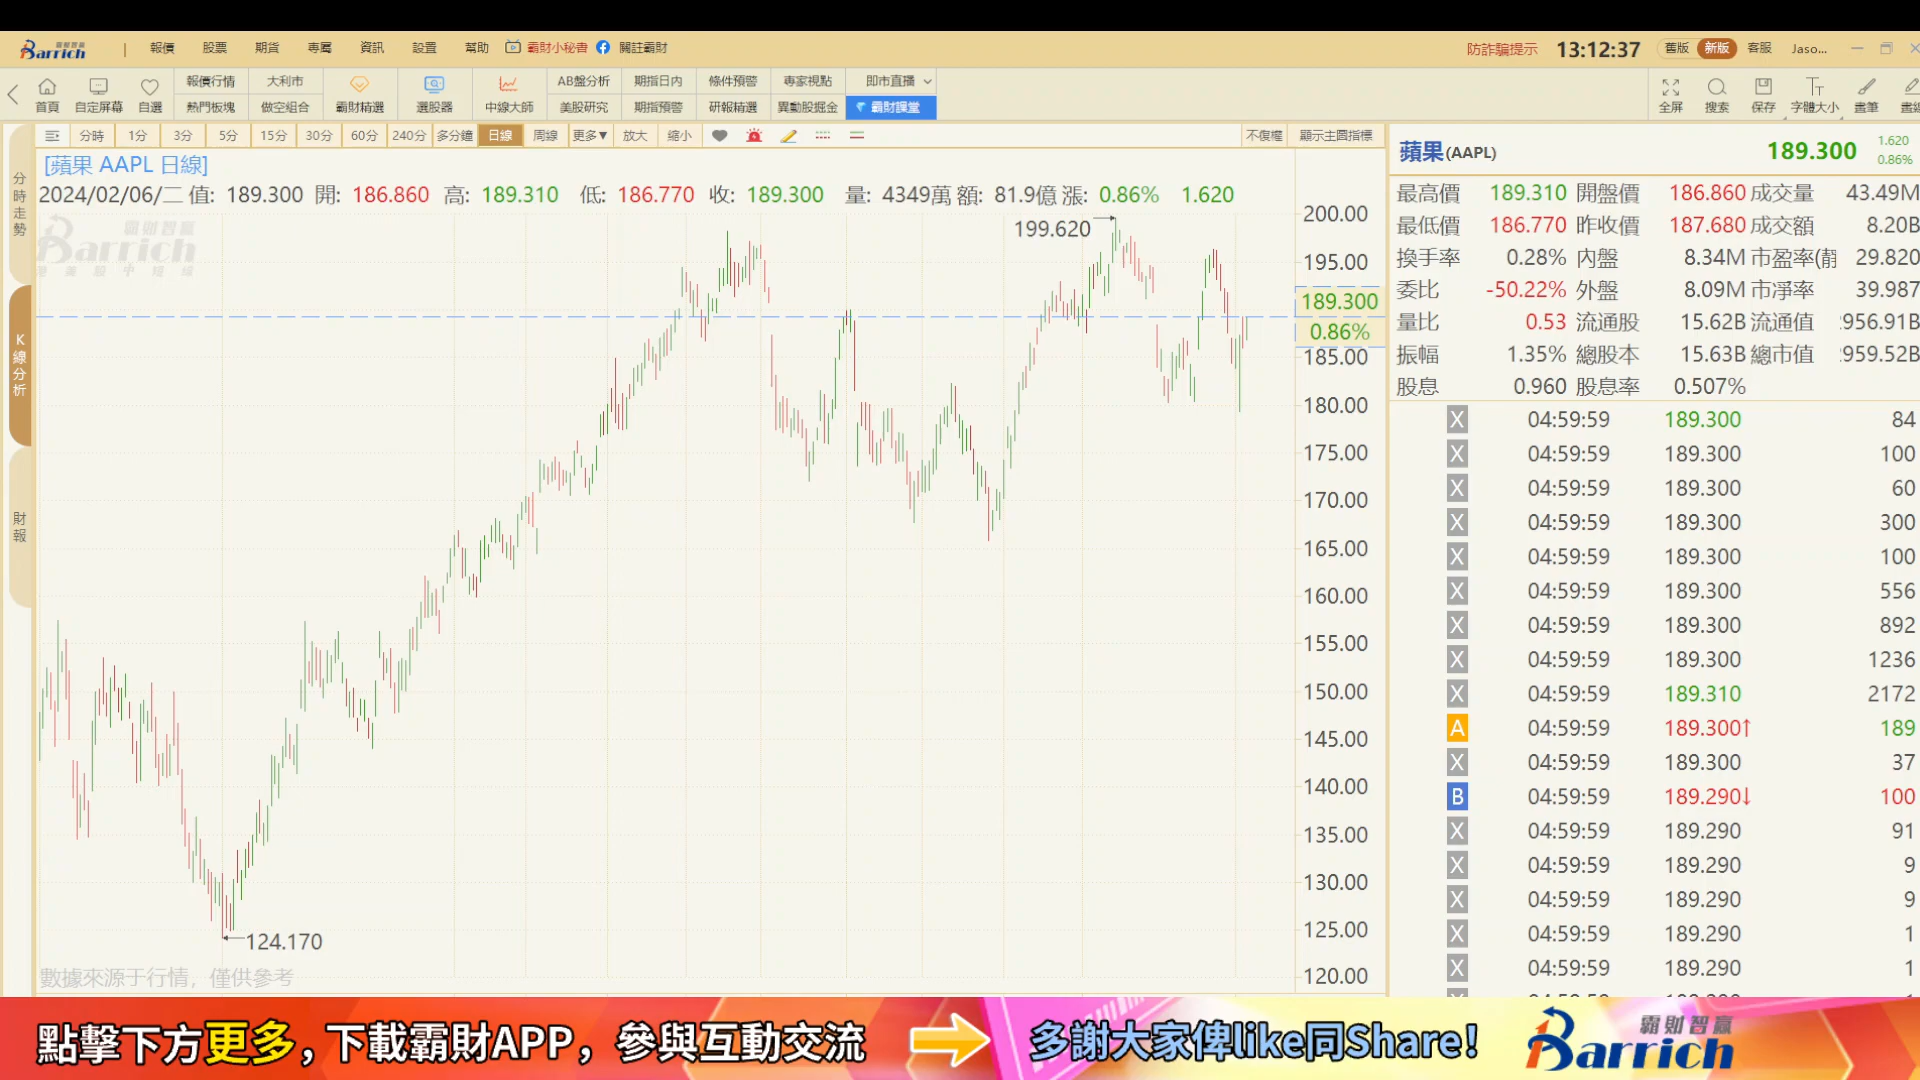 Barrich 霸財智贏 | 報價 股票 期貨 專屬 資訊 設置 幫助 霸財小秘書 關註霸財 防詐騙提示 13:12:37 舊版 新版 客服 Jaso...
報價行情 大利市 AB盤分析 期指日內 條件預警 專家視點 即市直播
首頁 自定屏幕 自選 熱門板塊 做空組合 霸財精選 選股器 中線大師 美股研究 期指預警 研報精選 異動股掘金 霸財課堂 全屏 搜索 保存 字體大小 畫筆
分時 1分 3分 5分 15分 30分 60分 240分 多分鐘 日線 周線 更多▼ 放大 縮小 不復權 顯示主圖指標
分時走勢
K線分析
財報
[蘋果 AAPL 日線]
2024/02/06/二 值: 189.300 開: 186.860 高: 189.310 低: 186.770 收: 189.300 量: 4349萬 額: 81.9億 漲: 0.86% 1.620
霸財智贏
Barrich
港美股中短線
199.620
124.170
數據來源于行情，僅供參考
200.00
195.00
189.300
0.86%
185.00
180.00
175.00
170.00
165.00
160.00
155.00
150.00
145.00
140.00
135.00
130.00
125.00
120.00
蘋果(AAPL) 189.300 1.620 0.86%
最高價 189.310 開盤價 186.860 成交量 43.49M
最低價 186.770 昨收價 187.680 成交額 8.20B
換手率 0.28% 內盤 8.34M 市盈率(靜 29.820
委比 -50.22% 外盤 8.09M 市淨率 39.987
量比 0.53 流通股 15.62B 流通值 956.91B
振幅 1.35% 總股本 15.63B 總市值 959.52B
股息 0.960 股息率 0.507%
X 04:59:59 189.300 84
X 04:59:59 189.300 100
X 04:59:59 189.300 60
X 04:59:59 189.300 300
X 04:59:59 189.300 100
X 04:59:59 189.300 556
X 04:59:59 189.300 892
X 04:59:59 189.300 1236
X 04:59:59 189.310 2172
A 04:59:59 189.300↑ 189
X 04:59:59 189.300 37
B 04:59:59 189.290↓ 100
X 04:59:59 189.290 91
X 04:59:59 189.290 9
X 04:59:59 189.290 9
X 04:59:59 189.290 1
X 04:59:59 189.290 1
點擊下方更多，下載霸財APP，參與互動交流 多謝大家俾like同Share！ 霸財智贏 Barrich